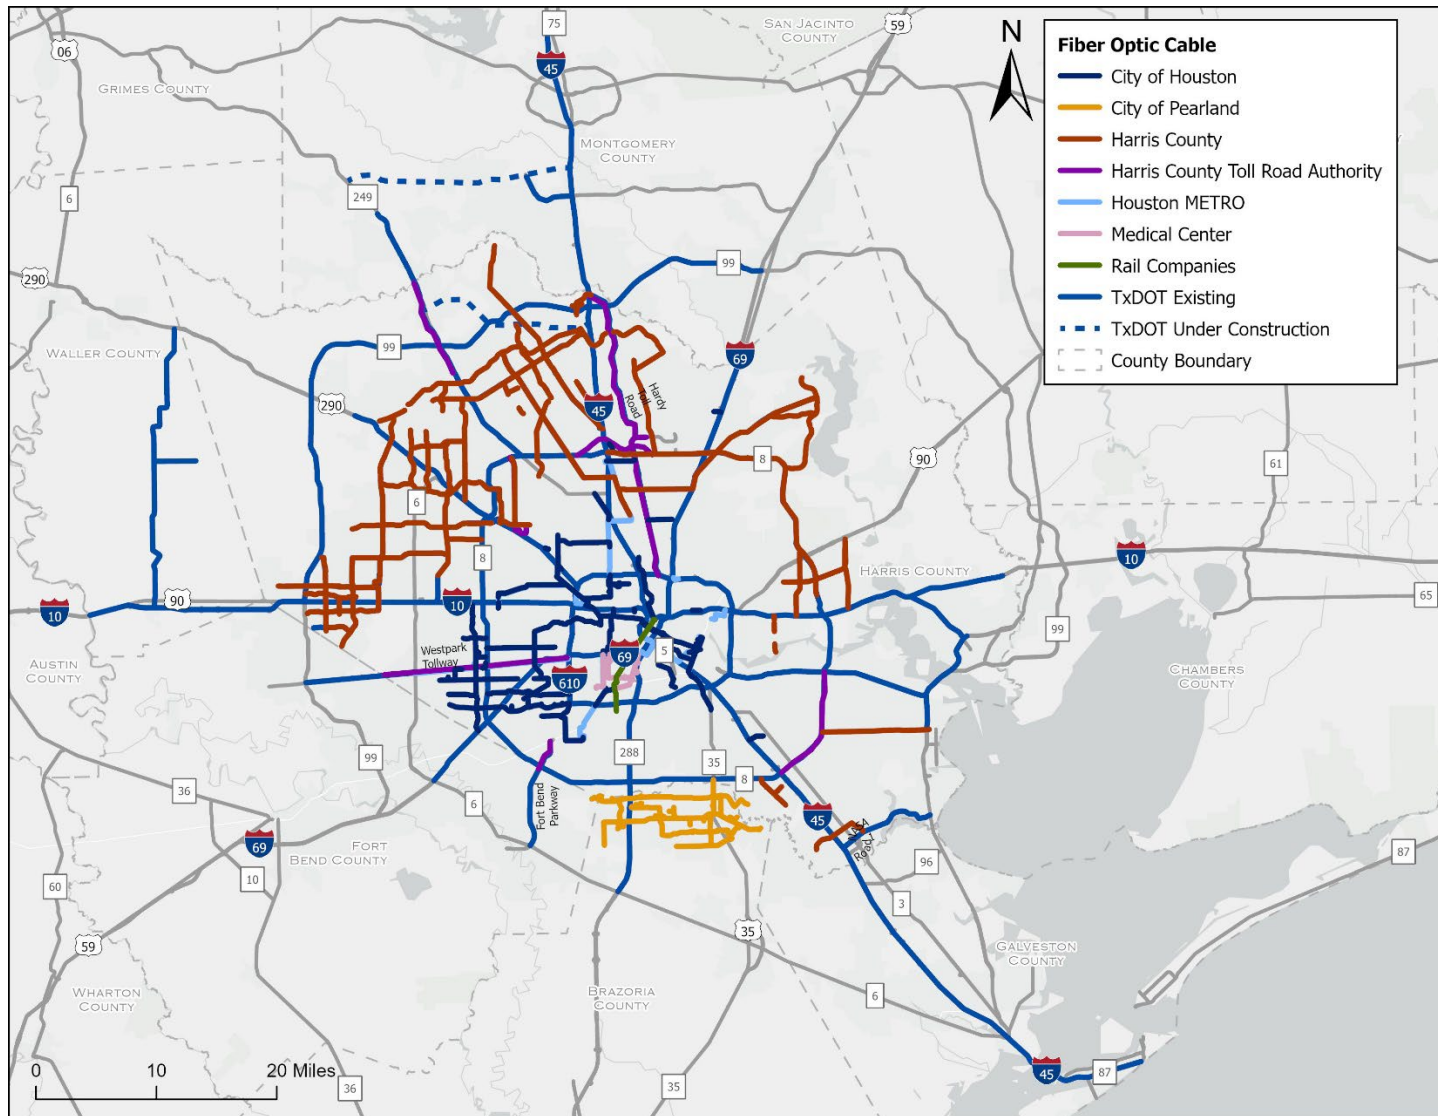 75
SAN JACINTO
COUNTY
59
N
Fiber Optic Cable
City of Houston
City of Pearland
Harris County
Harris County Toll Road Authority
Houston METRO
Medical Center
Rail Companies
TxDOT Existing
TxDOT Under Construction
County Boundary
06
45
GRIMES COUNTY
MONTGOMERY
COUNTY
6
249
99
290
WALLER COUNTY
99
69
290
Hardy
Toll
Road
45
8
90
61
6
8
10
HARRIS COUNTY
10
90
10
65
99
Westpark
Tollway
69
5
AUSTIN
COUNTY
610
CHAMBERS
COUNTY
99
288
35
8
36
6
Fort Bend
Parkway
45
87
69
FORT
BEND COUNTY
96
60
10
3
59
35
GALVESTON
COUNTY
WHARTON
COUNTY
BRAZORIA
COUNTY
6
0
10
20 Miles
36
35
45
87